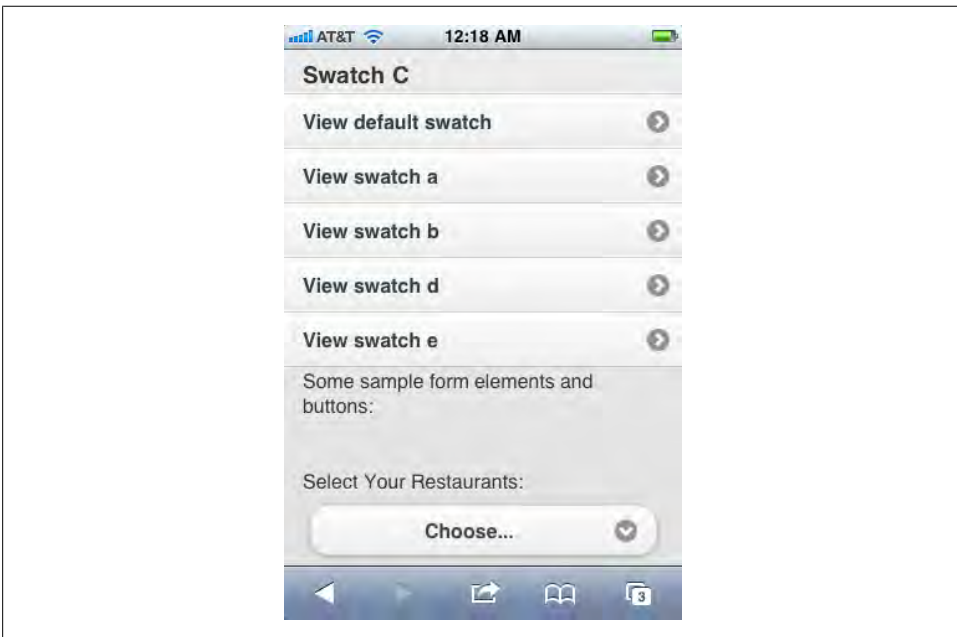 AT&T 12:18 AM
Swatch C
View default swatch
View swatch a
View swatch b
View swatch d
View swatch e
Some sample form elements and
buttons:
Select Your Restaurants:
Choose...
3